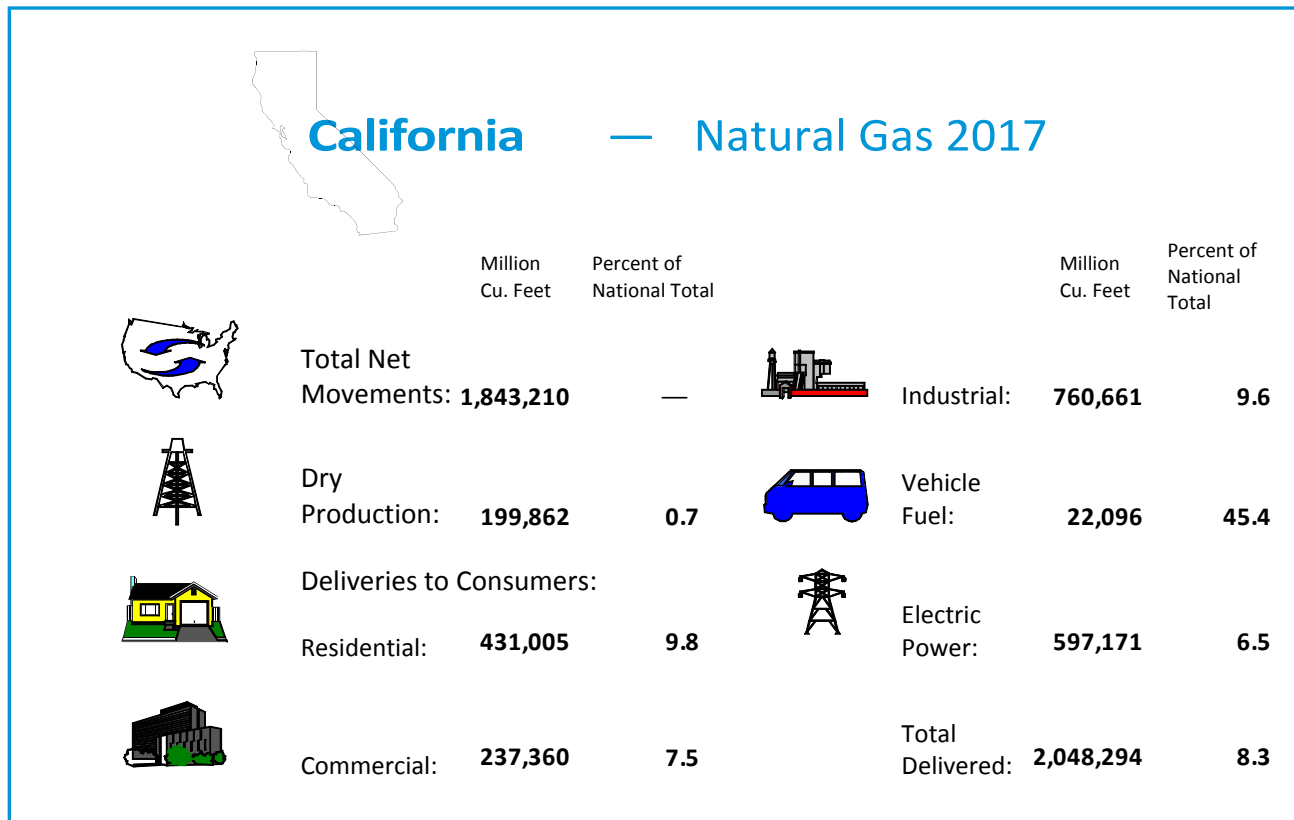 California — Natural Gas 2017
Million
Cu. Feet
Percent of
National Total
Total Net
Movements: 1,843,210 —
Dry
Production: 199,862 0.7
Deliveries to Consumers:
Residential: 431,005 9.8
Commercial: 237,360 7.5
Million
Cu. Feet
Percent of
National
Total
Industrial: 760,661 9.6
Vehicle
Fuel: 22,096 45.4
Electric
Power: 597,171 6.5
Total
Delivered: 2,048,294 8.3